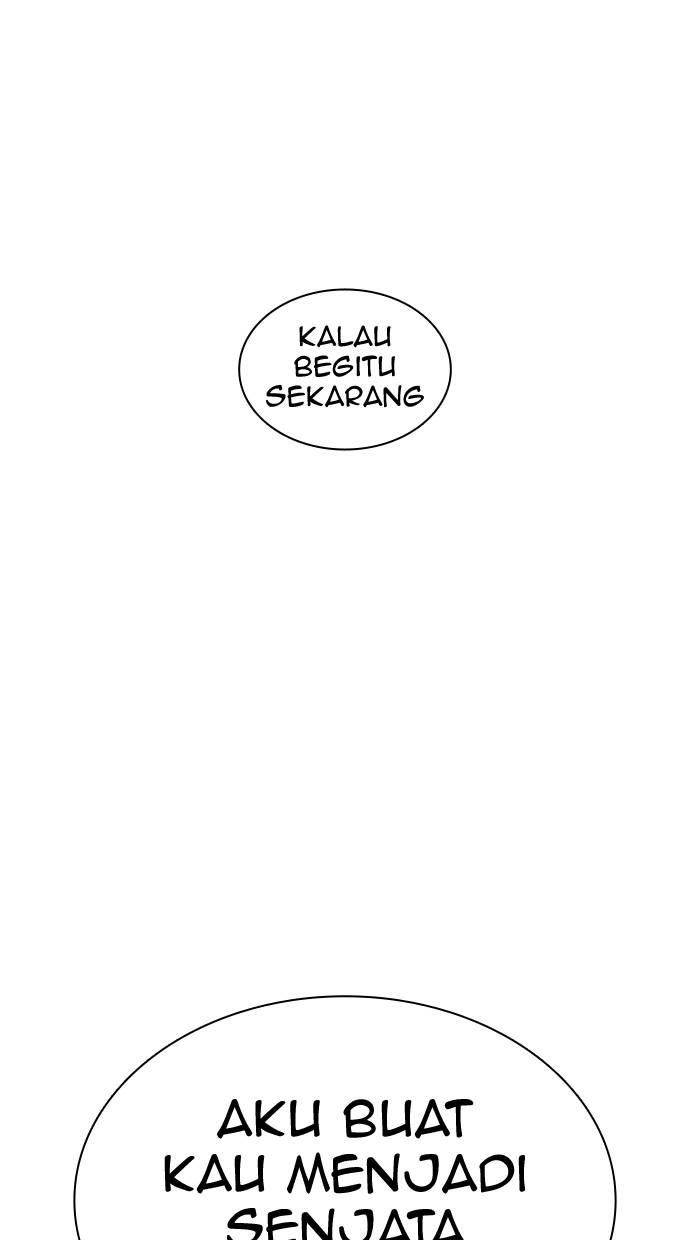 KALAU
BEGITU
SEKARANG
AKU BUAT
KAU MENJADI
SENJATA